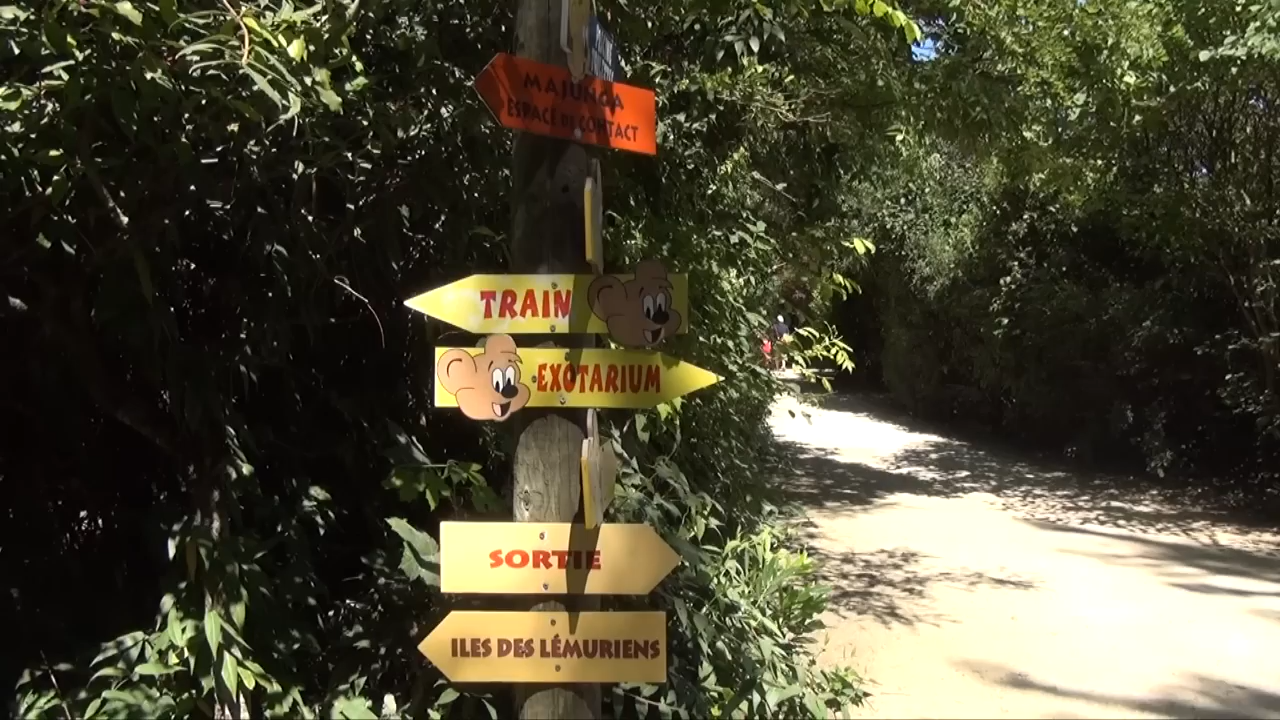 MAJUNGA
ESPACE DE CONTACT
TRAIN
EXOTARIUM
SORTIE
ILES DES LÉMURIENS